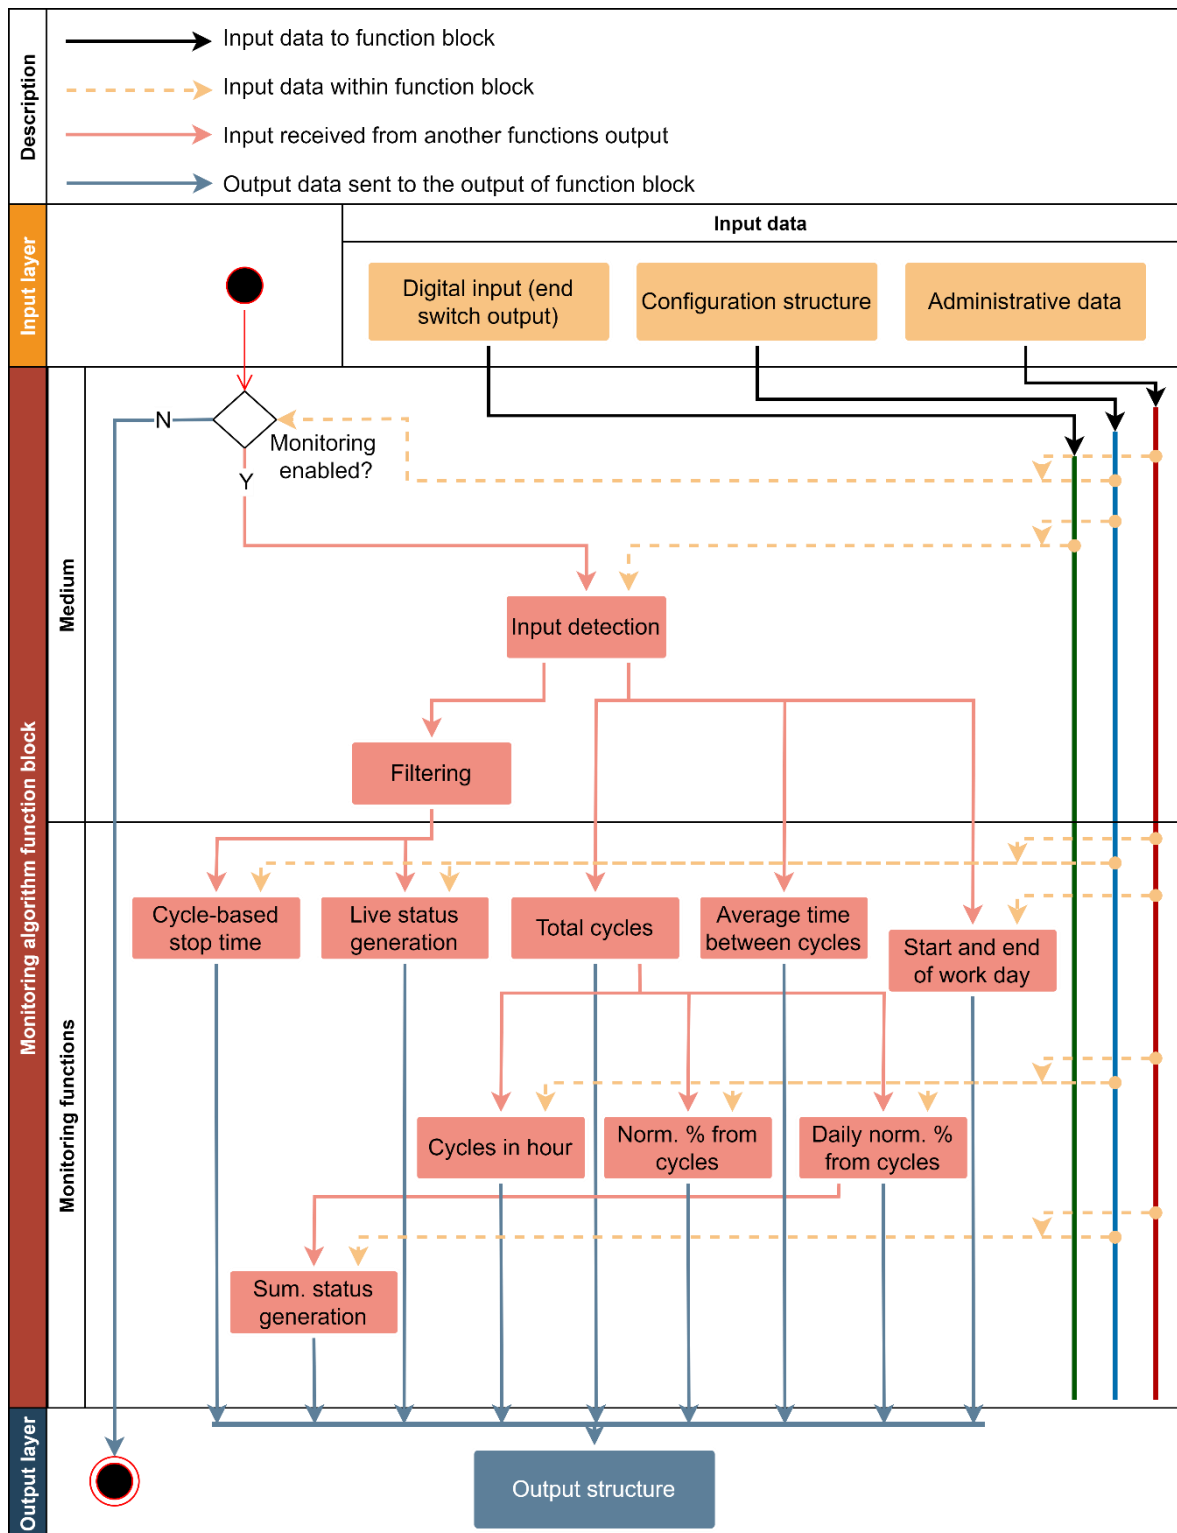 Description
Input data to function block
Input data within function block
Input received from another functions output
Output data sent to the output of function block
Input layer
Input data
Digital input (end
switch output)
Configuration structure
Administrative data
Monitoring algorithm function block
Medium
N
Monitoring
enabled?
Y
Input detection
Filtering
Monitoring functions
Cycle-based
stop time
Live status
generation
Total cycles
Average time
between cycles
Start and end
of work day
Cycles in hour
Norm. % from
cycles
Daily norm. %
from cycles
Sum. status
generation
Output layer
Output structure